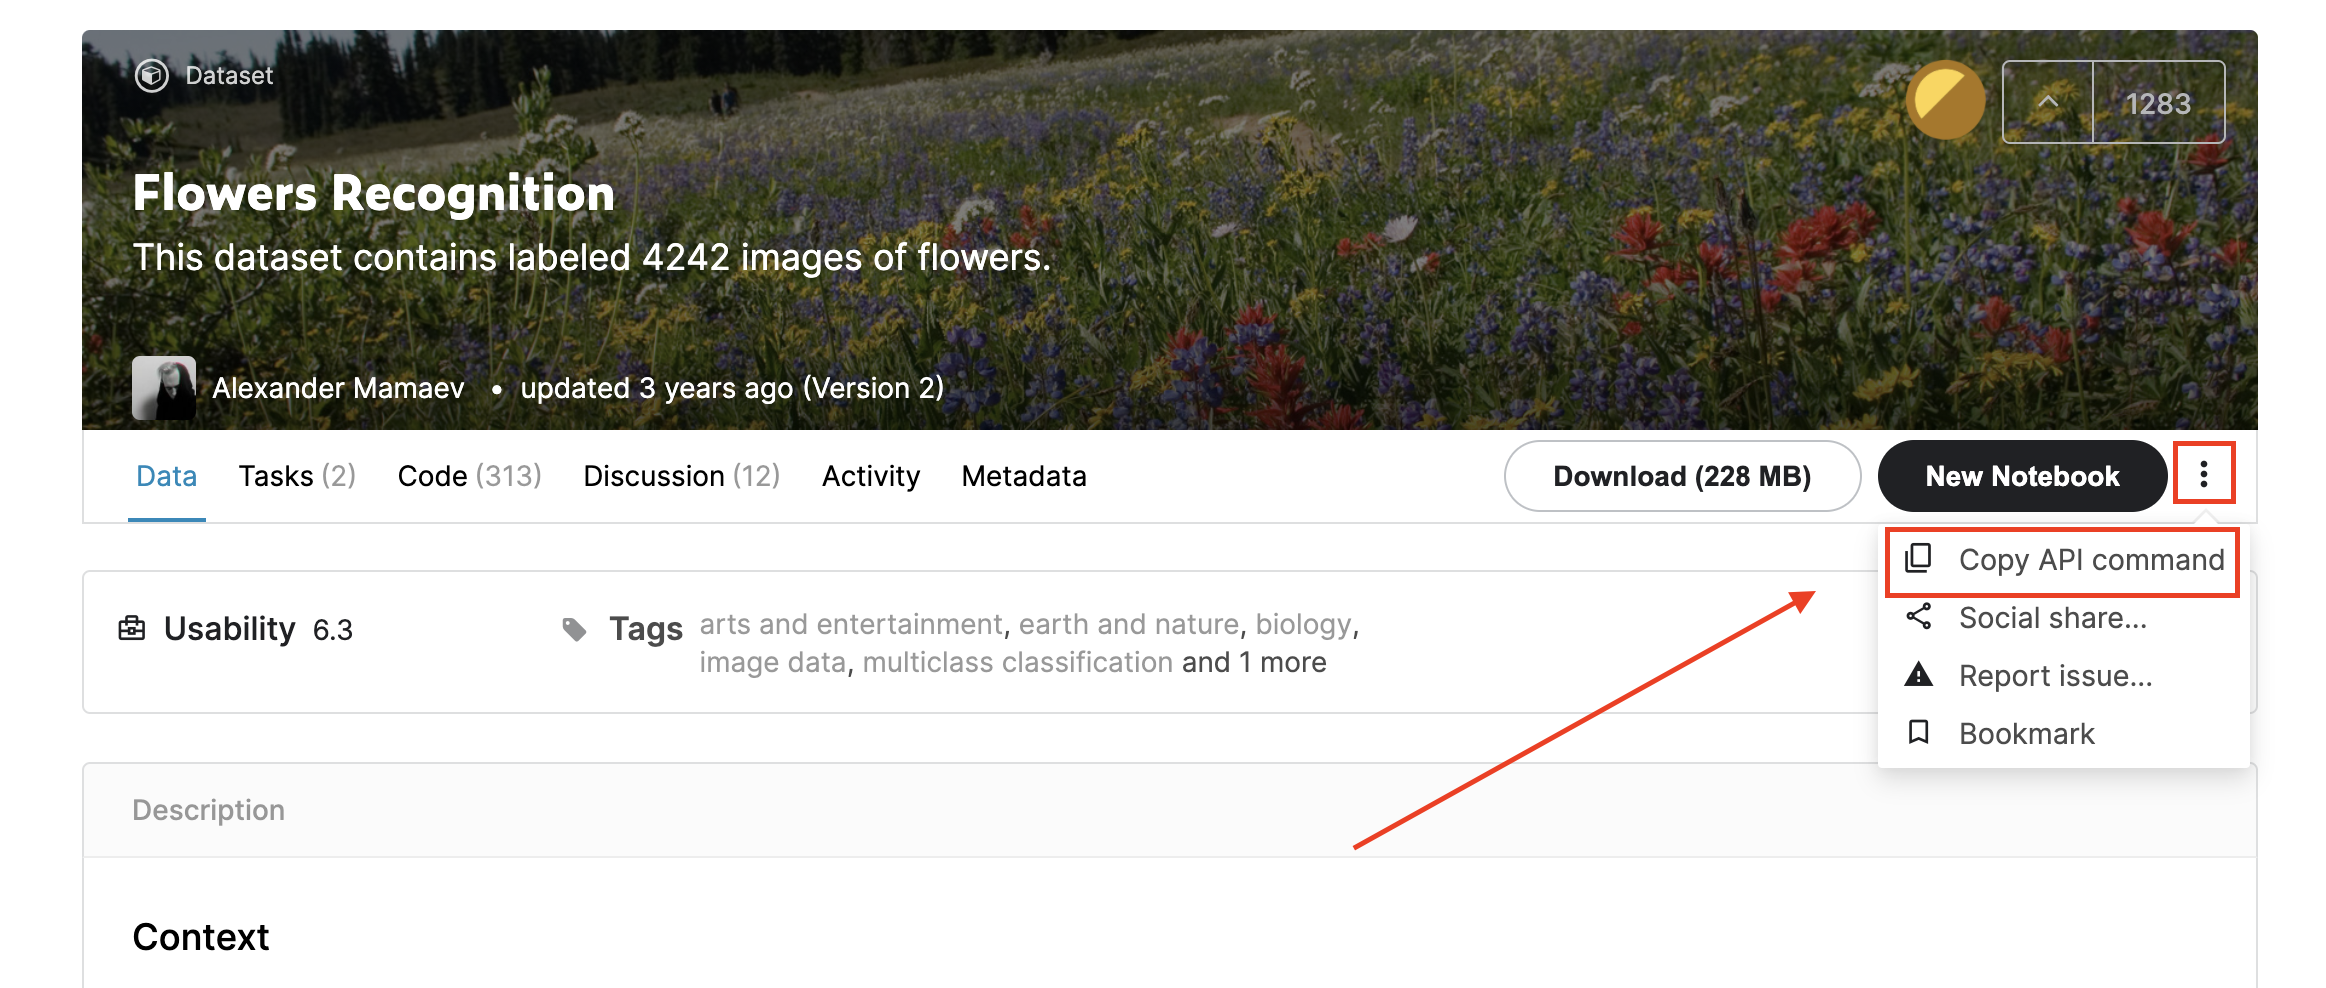 Dataset
1283
Flowers Recognition
This dataset contains labeled 4242 images of flowers.
Alexander Mamaev • updated 3 years ago (Version 2)
Data Tasks (2) Code (313) Discussion (12) Activity Metadata Download (228 MB) New Notebook
Copy API command
Social share...
Report issue...
Bookmark
Usability 6.3
Tags arts and entertainment, earth and nature, biology,
image data, multiclass classification and 1 more
Description
Context